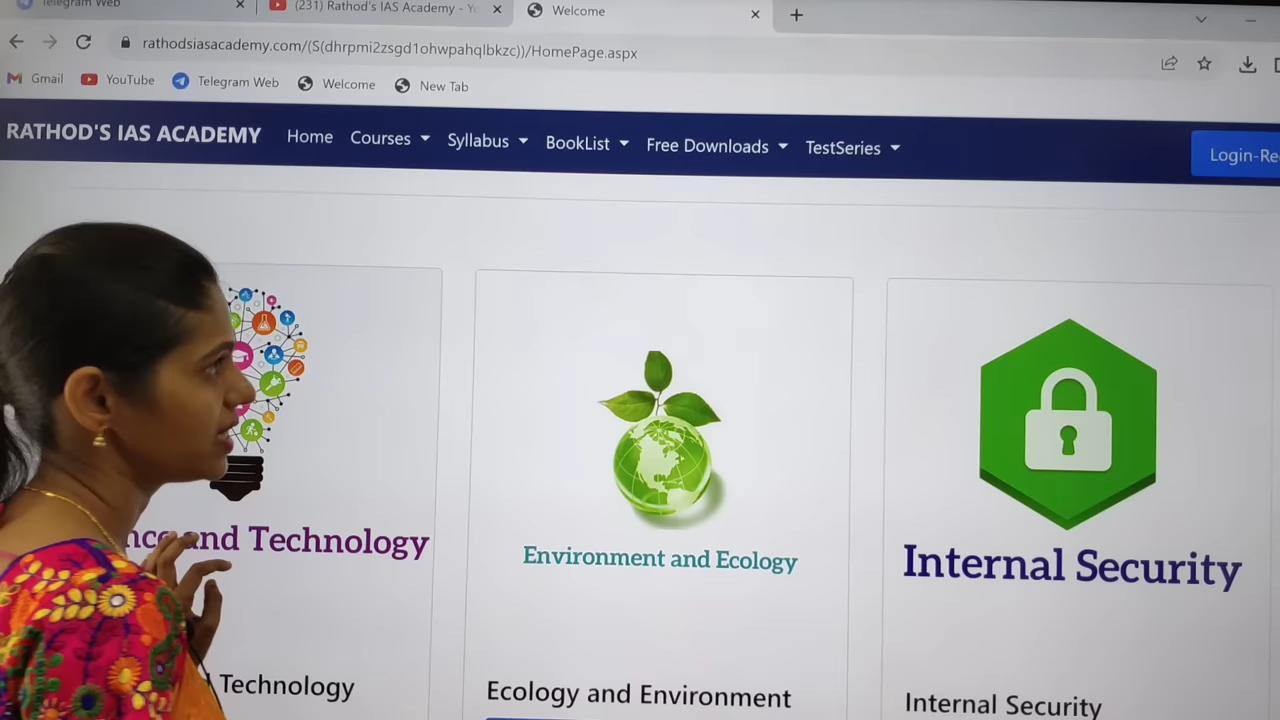 Telegram Web
(231) Rathod's IAS Academy - Yo
Welcome
rathodsiasacademy.com/(S(dhrpmi2zsgd1ohwpahqlbkzc))/HomePage.aspx
Gmail YouTube Telegram Web Welcome New Tab
RATHOD'S IAS ACADEMY Home Courses Syllabus BookList Free Downloads TestSeries Login-Re
nce and Technology
Environment and Ecology
Internal Security
Technology
Ecology and Environment
Internal Security